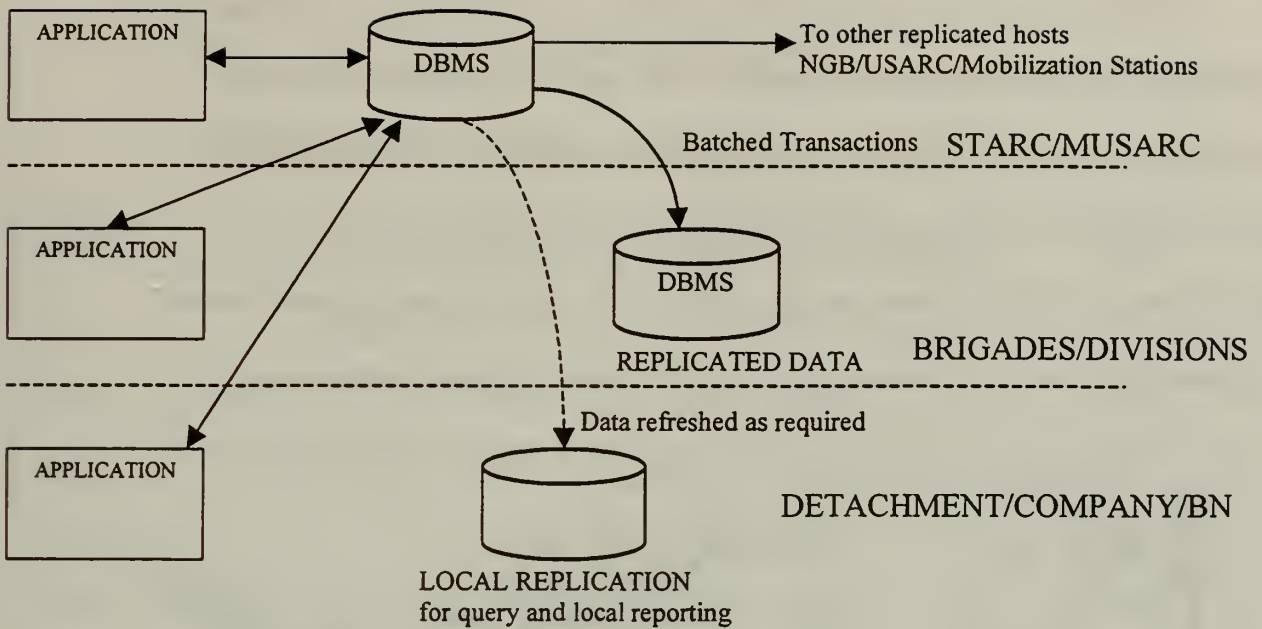 APPLICATION
DBMS
To other replicated hosts
NGB/USARC/Mobilization Stations
Batched Transactions
STARC/MUSARC
APPLICATION
DBMS
REPLICATED DATA
BRIGADES/DIVISIONS
Data refreshed as required
APPLICATION
DETACHMENT/COMPANY/BN
LOCAL REPLICATION
for query and local reporting